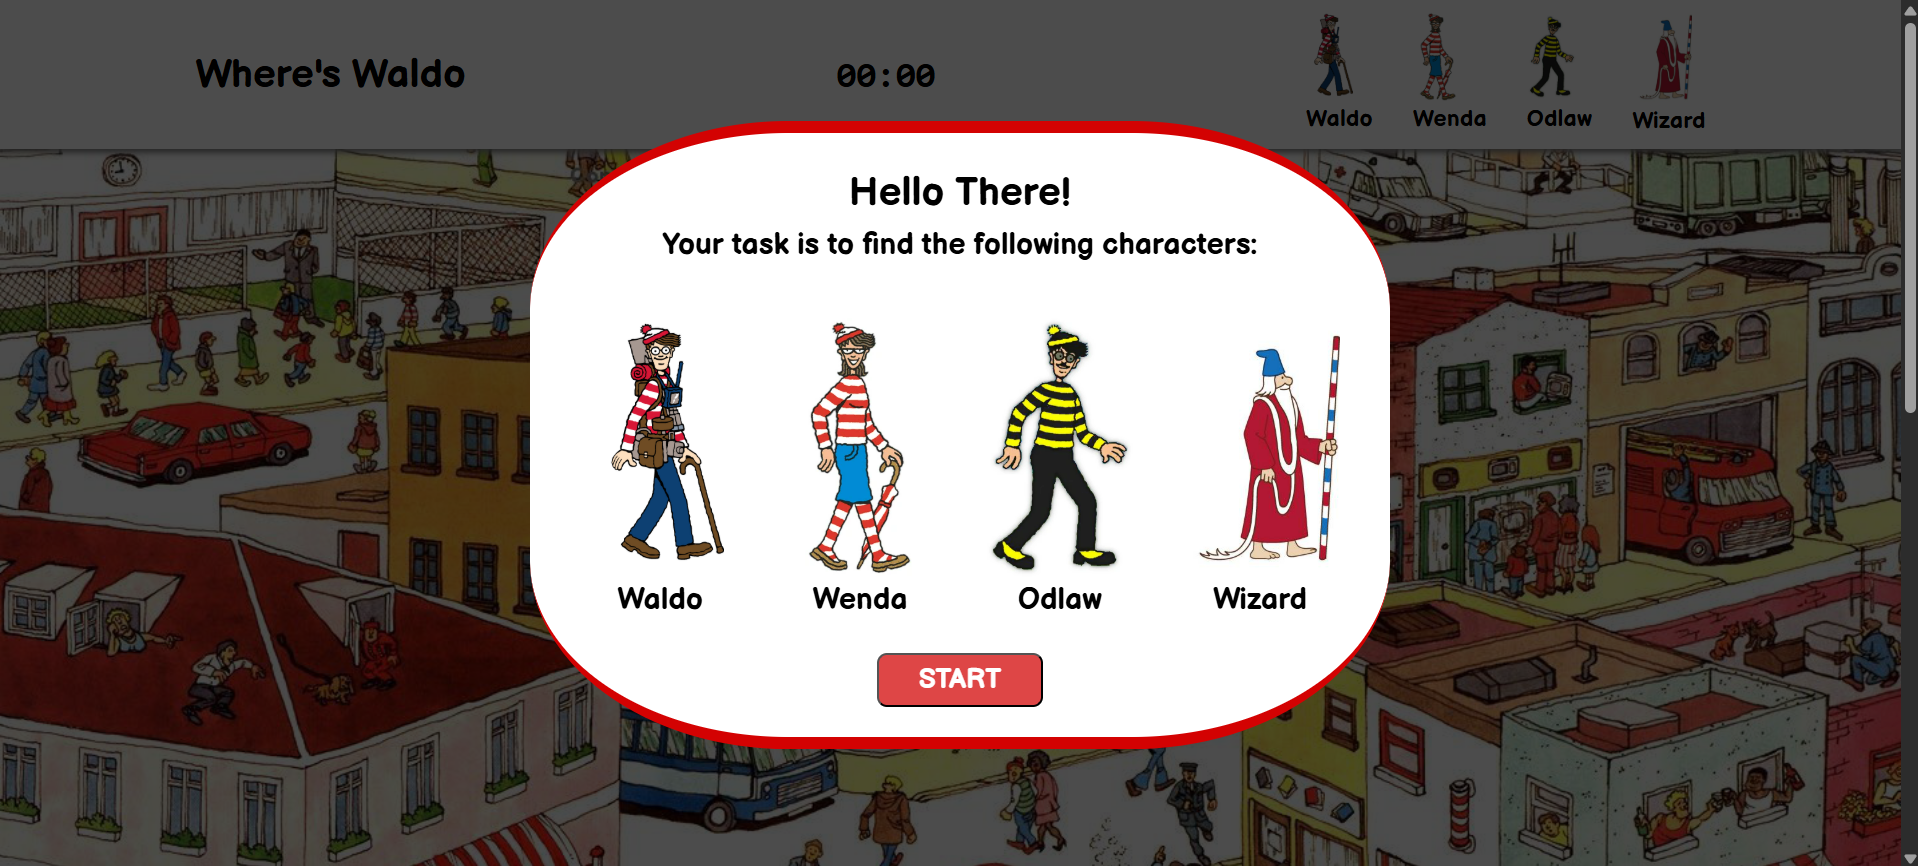 Where's Waldo
00:00
Waldo
Wenda
Odlaw
Wizard
Hello There!
Your task is to find the following characters:
Waldo
Wenda
Odlaw
Wizard
START